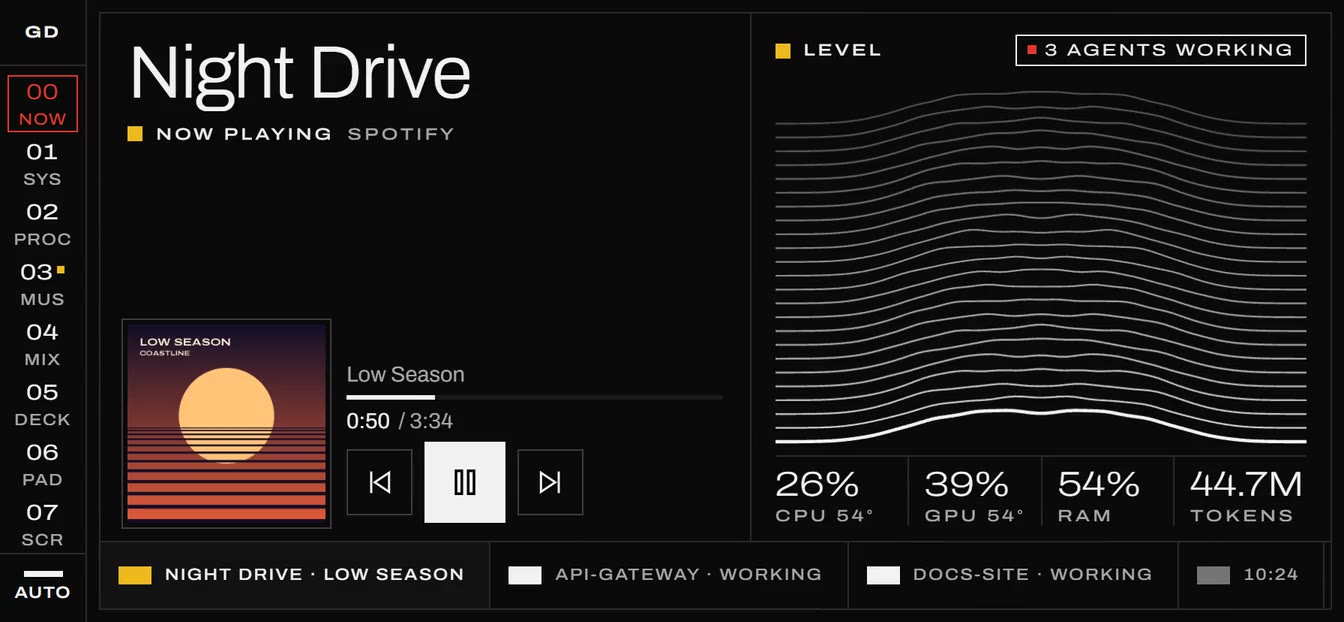 GD
00
NOW
01
SYS
02
PROC
03
MUS
04
MIX
05
DECK
06
PAD
07
SCR
AUTO
Night Drive
NOW PLAYING SPOTIFY
LOW SEASON
COASTLINE
Low Season
0:50 / 3:34
LEVEL
3 AGENTS WORKING
26%
CPU 54°
39%
GPU 54°
54%
RAM
44.7M
TOKENS
NIGHT DRIVE · LOW SEASON
API-GATEWAY · WORKING
DOCS-SITE · WORKING
10:24